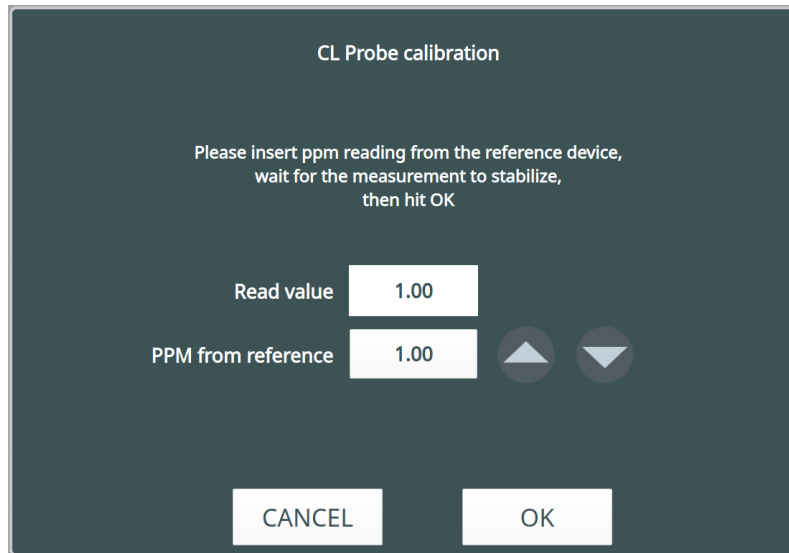 CL Probe calibration
Please insert ppm reading from the reference device,
wait for the measurement to stabilize,
then hit OK
Read value 1.00
PPM from reference 1.00
CANCEL OK